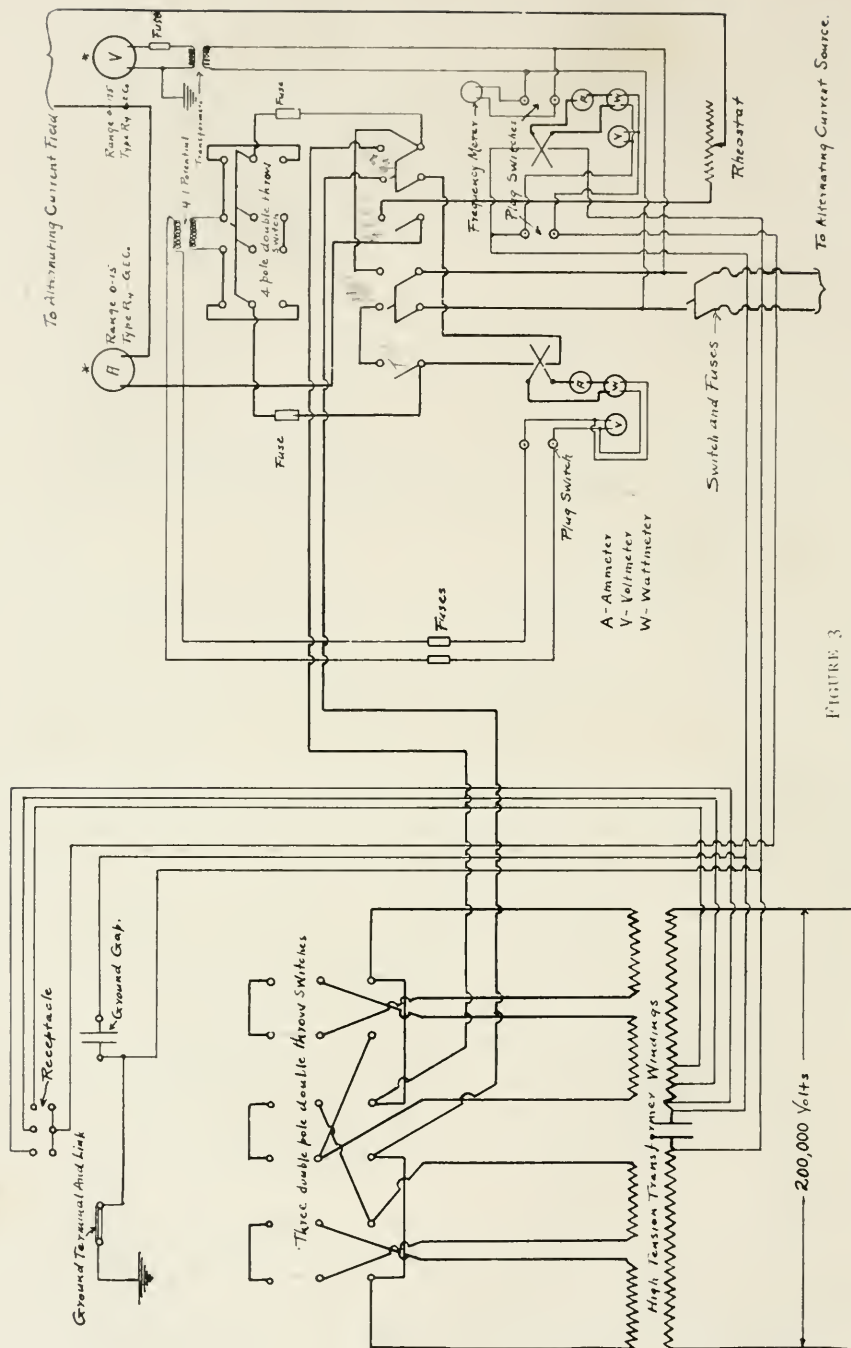 To Alternating Current Field
*
A
Range 0-15
Type R4-G.E.Co.
*
V
Range 0-175
Type R4 G.E.Co.
Fuse
4:1 Potential
Transformers
4 pole double throw
switch
Fuse
Fuse
Frequency Meter
Plug Switches
A
W
V
Rheostat
To Alternating Current Source.
Switch and Fuses
A
W
V
Plug Switch
Fuses
A-Ammeter
V-Voltmeter
W-Wattmeter
FIGURE 3
Receptacle
Ground Gap.
Ground Terminal And Link
Three double pole double throw Switches
High Tension Transformer Windings
200,000 Volts